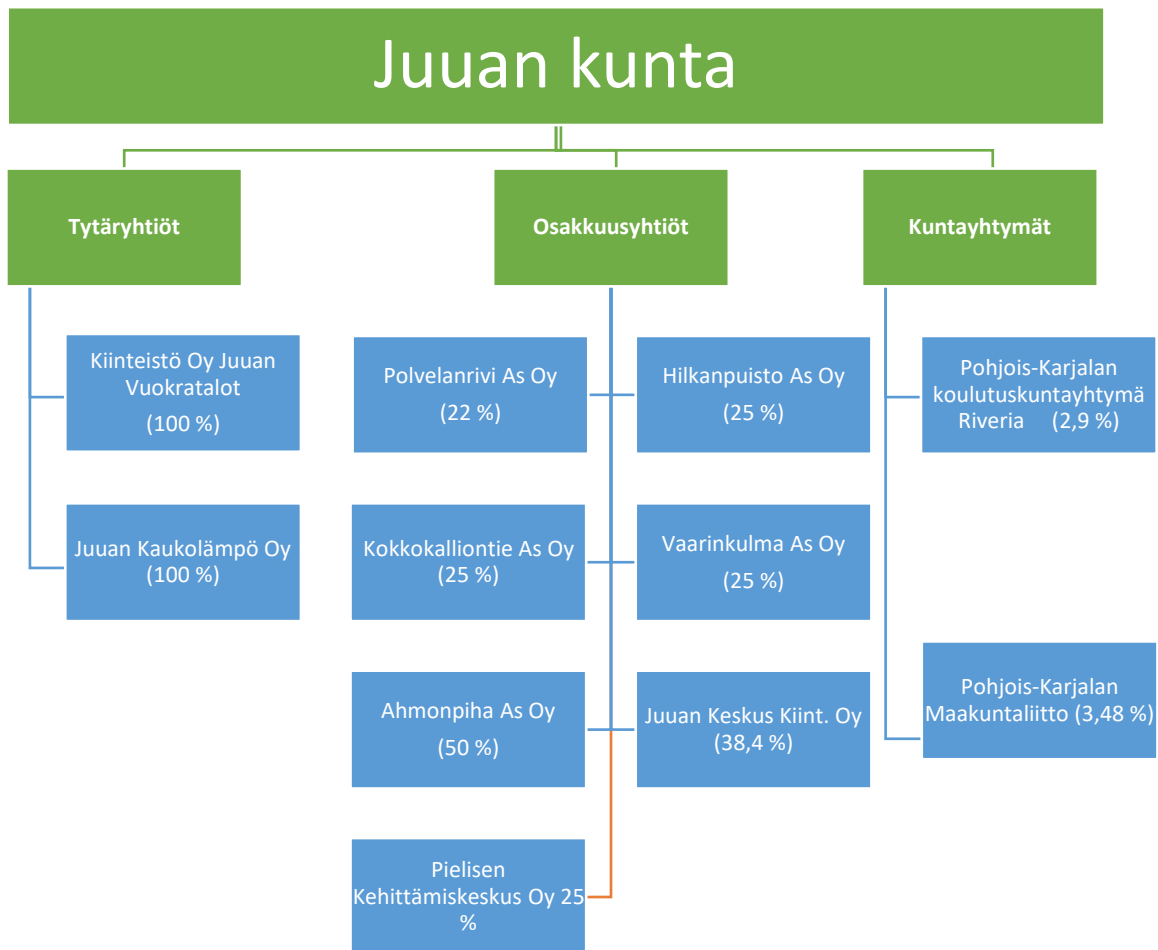 Juuan kunta
Tytäryhtiöt
Kiinteistö Oy Juuan
Vuokratalot
(100 %)
Juuan Kaukolämpö Oy
(100 %)
Osakkuusyhtiöt
Polvelanrivi As Oy
(22 %)
Hilkanpuisto As Oy
(25 %)
Kokkokalliontie As Oy
(25 %)
Vaarinkulma As Oy
(25 %)
Ahmonpiha As Oy
(50 %)
Juuan Keskus Kiint. Oy
(38,4 %)
Pielisen
Kehittämiskeskus Oy 25
%
Kuntayhtymät
Pohjois-Karjalan
koulutuskuntayhtymä
Riveria (2,9 %)
Pohjois-Karjalan
Maakuntaliitto (3,48 %)